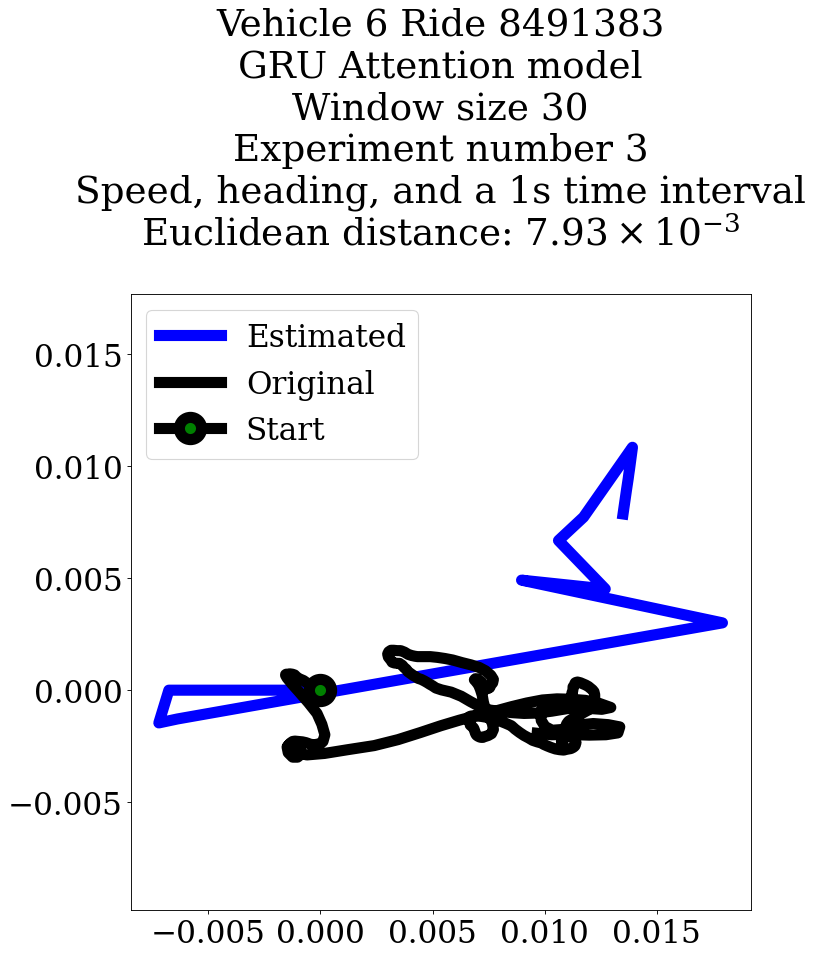 Vehicle 6 Ride 8491383
GRU Attention model
Window size 30
Experiment number 3
Speed, heading, and a 1s time interval
Euclidean distance: 7.93 × 10⁻³
Estimated
Original
Start
0.015
0.010
0.005
0.000
−0.005
−0.005 0.000 0.005 0.010 0.015